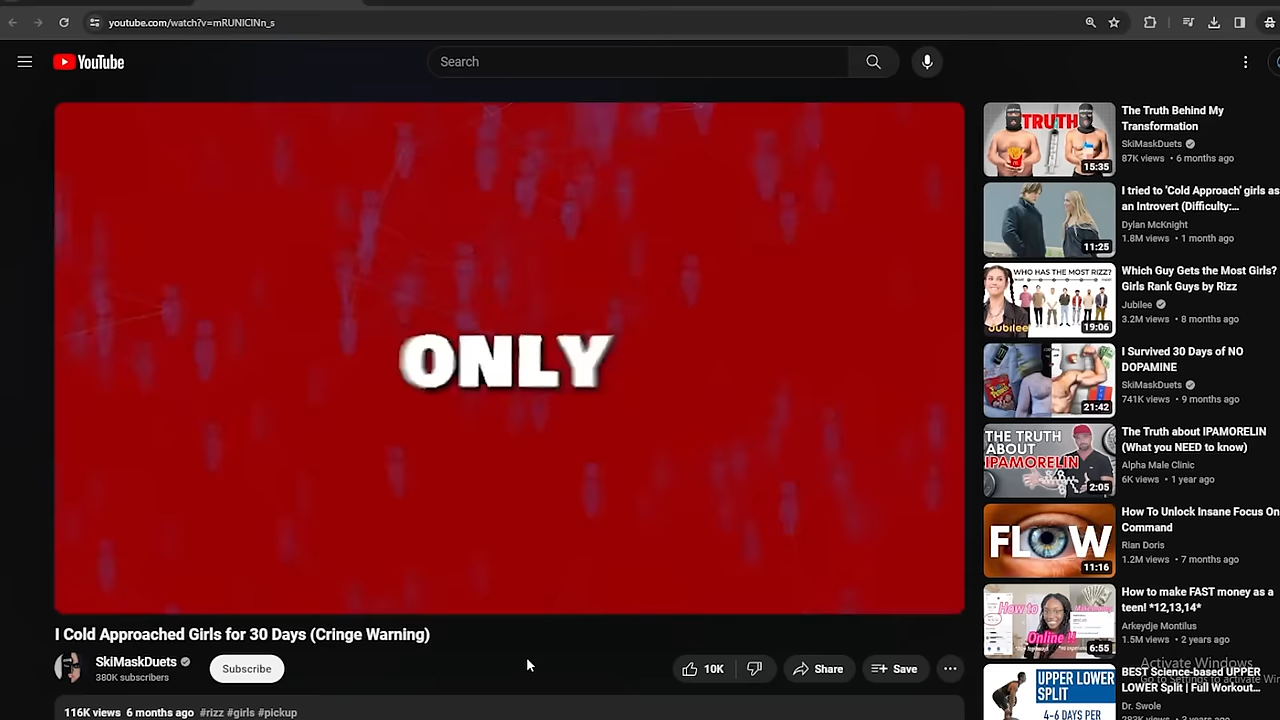 youtube.com/watch?v=mRUNICINn_s
YouTube
Search
ONLY
I Cold Approached Girls for 30 Days (Cringe Warning)
SkiMaskDuets
380K subscribers
Subscribe
10K
Share
Save
116K views 6 months ago #rizz #girls #pickup
TRUTH
15:35
The Truth Behind My
Transformation
SkiMaskDuets
87K views • 6 months ago
11:25
I tried to 'Cold Approach' girls as
an Introvert (Difficulty:...
Dylan McKnight
1.8M views • 1 month ago
WHO HAS THE MOST RIZZ?
Jubilee
19:06
Which Guy Gets the Most Girls?
Girls Rank Guys by Rizz
Jubilee
3.2M views • 8 months ago
21:42
I Survived 30 Days of NO
DOPAMINE
SkiMaskDuets
741K views • 9 months ago
THE TRUTH
ABOUT
IPAMORELIN
2:05
The Truth about IPAMORELIN
(What you NEED to know)
Alpha Male Clinic
6K views • 1 year ago
FLOW
11:16
How To Unlock Insane Focus On
Command
Rian Doris
1.2M views • 7 months ago
How to
Online !!
6:55
How to make FAST money as a
teen! *12,13,14*
Arkeydje Montilus
1.5M views • 2 years ago
UPPER LOWER
SPLIT
4-6 DAYS PER
BEST Science-based UPPER
LOWER Split | Full Workout...
Dr. Swole
Activate Windows
Go to Settings to activate Win